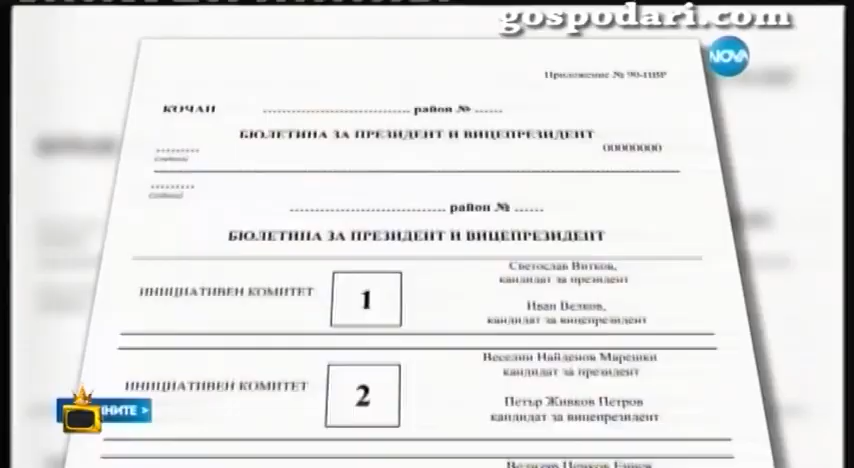 gospodari.com
NOVA
Приложение № 90-ПВР
КОЧАН ........................ район № ......
БЮЛЕТИНА ЗА ПРЕЗИДЕНТ И ВИЦЕПРЕЗИДЕНТ
00000000
........................ район № ......
БЮЛЕТИНА ЗА ПРЕЗИДЕНТ И ВИЦЕПРЕЗИДЕНТ
ИНИЦИАТИВЕН КОМИТЕТ
1
Светослав Витков,
кандидат за президент
Иван Велков,
кандидат за вицепрезидент
ИНИЦИАТИВЕН КОМИТЕТ
2
Веселин Найденов Марешки
кандидат за президент
Петър Живков Петров
кандидат за вицепрезидент